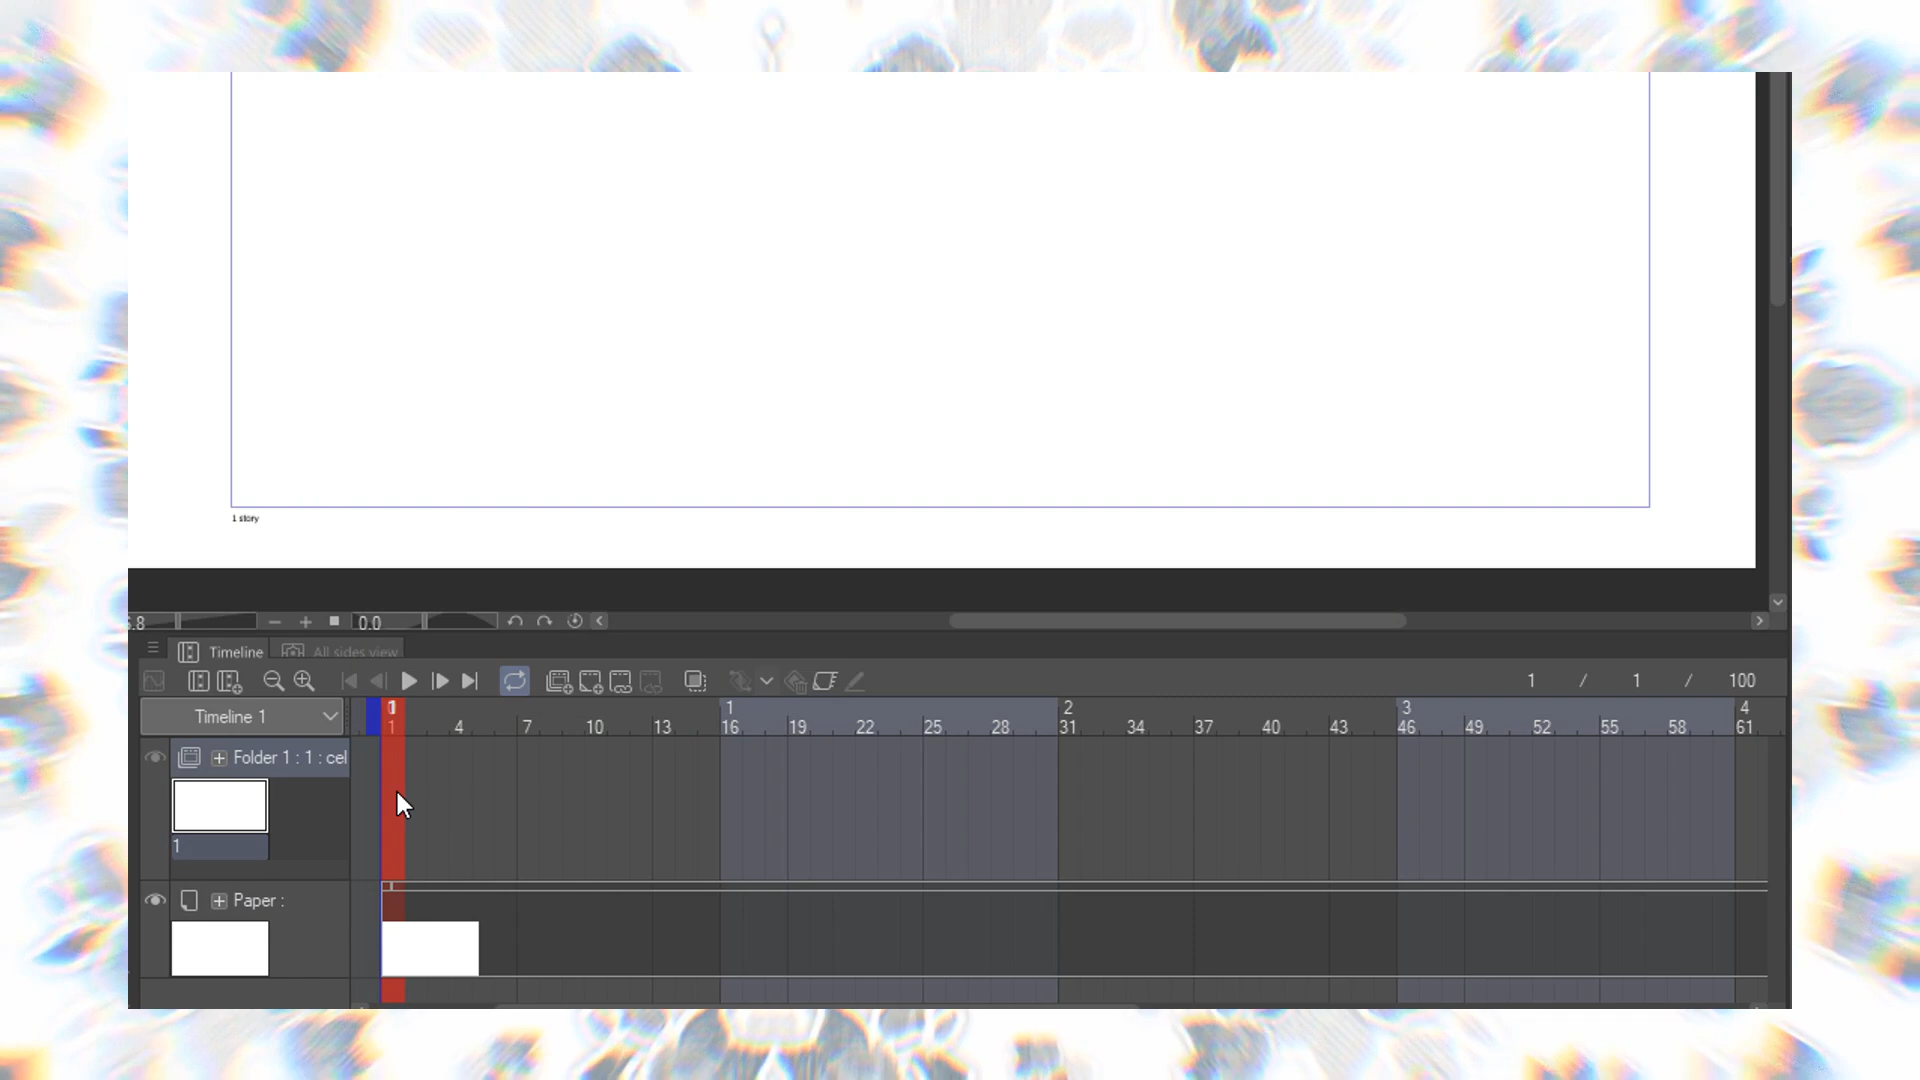 1 story
.8 0.0
Timeline All sides view
1 / 1 / 100
Timeline 1
1 2 3 4
1 4 7 10 13 16 19 22 25 28 31 34 37 40 43 46 49 52 55 58 61
Folder 1 : 1 : cel
1
Paper :